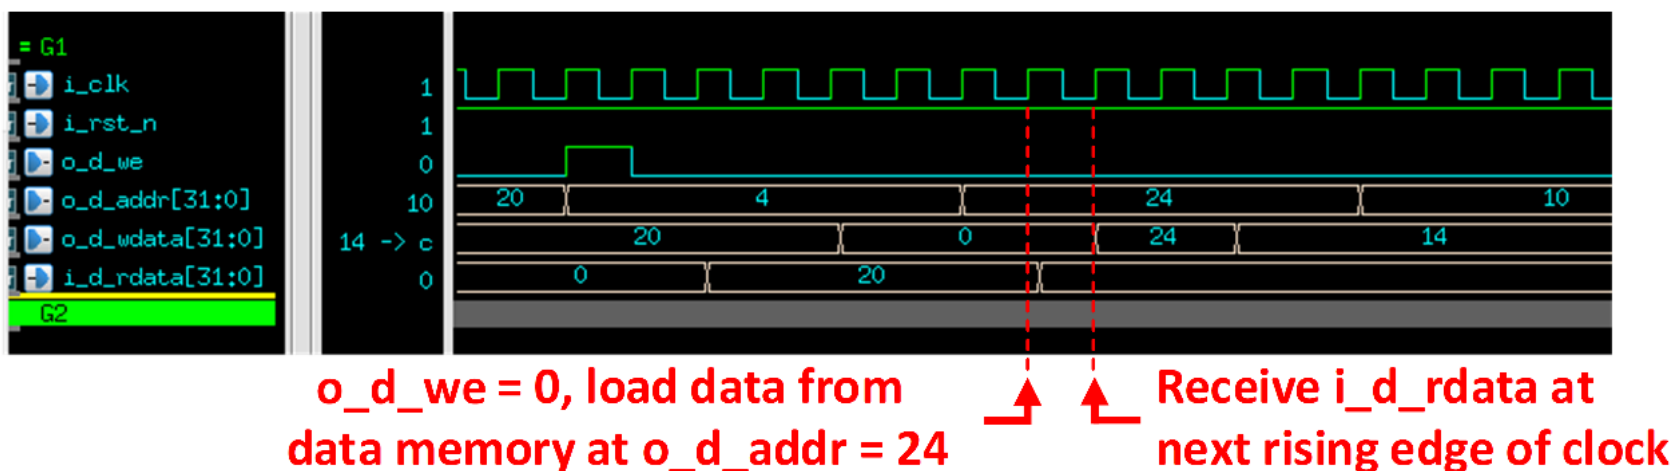 = G1
i_clk 1
i_rst_n 1
o_d_we 0
o_d_addr[31:0] 10 20 4 24 10
o_d_wdata[31:0] 14 -> c 20 0 24 14
i_d_rdata[31:0] 0 0 20
G2
o_d_we = 0, load data from
data memory at o_d_addr = 24
Receive i_d_rdata at
next rising edge of clock